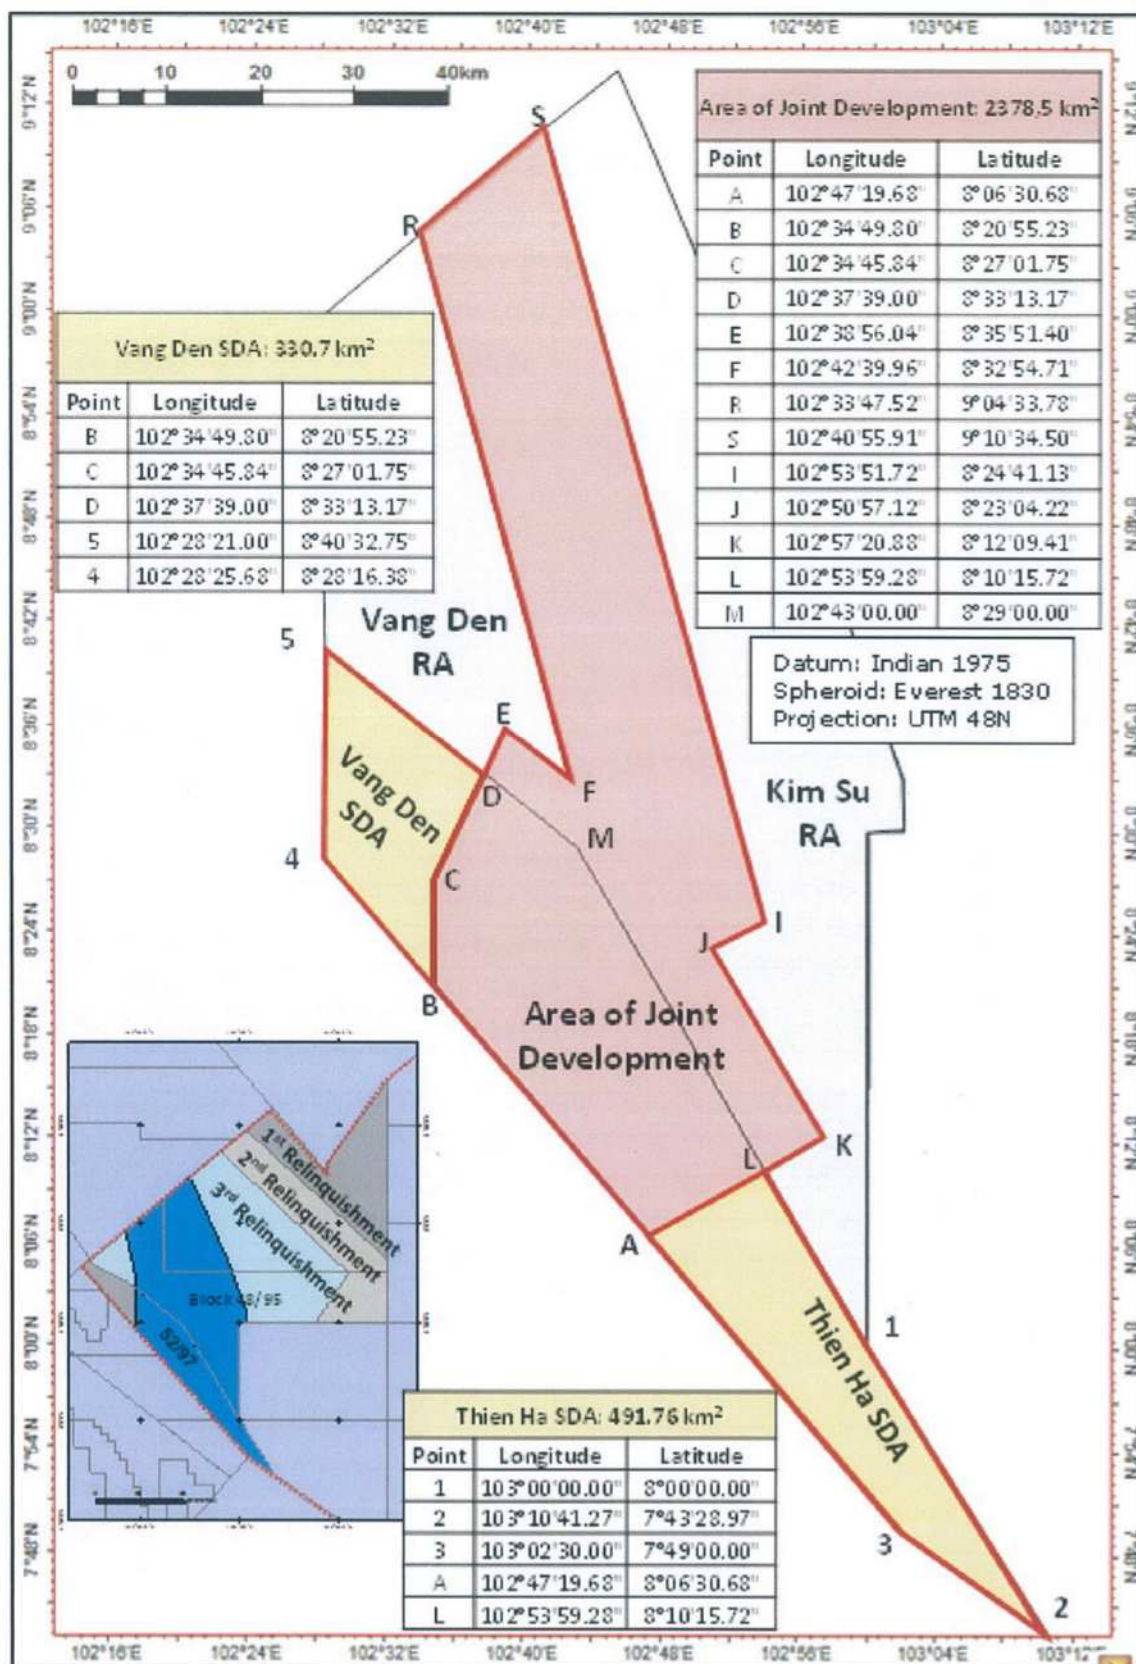 102°16'E 102°24'E 102°32'E 102°40'E 102°48'E 102°56'E 103°04'E 103°12'E
0 10 20 30 40km
9°12'N 9°06'N 9°00'N 8°54'N 8°48'N 8°42'N 8°36'N 8°30'N 8°24'N 8°18'N 8°12'N 8°06'N 8°00'N 7°54'N 7°48'N
Area of Joint Development: 2378,5 km²
Point Longitude Latitude
A 102°47'19.68" 8°06'30.68"
B 102°34'49.80" 8°20'55.23"
C 102°34'45.84" 8°27'01.75"
D 102°37'39.00" 8°33'13.17"
E 102°38'56.04" 8°35'51.40"
F 102°42'39.96" 8°32'54.71"
R 102°33'47.52" 9°04'33.78"
S 102°40'55.91" 9°10'34.50"
I 102°53'51.72" 8°24'41.13"
J 102°50'57.12" 8°23'04.22"
K 102°57'20.88" 8°12'09.41"
L 102°53'59.28" 8°10'15.72"
M 102°43'00.00" 8°29'00.00"
S
R
Vang Den SDA: 330.7 km²
Point Longitude Latitude
B 102°34'49.80" 8°20'55.23"
C 102°34'45.84" 8°27'01.75"
D 102°37'39.00" 8°33'13.17"
5 102°28'21.00" 8°40'32.75"
4 102°28'25.68" 8°28'16.38"
Vang Den
RA
5
Datum: Indian 1975
Spheroid: Everest 1830
Projection: UTM 48N
E
D
F
Vang Den
SDA
Kim Su
RA
M
4
C
I
J
B
Area of Joint
Development
K
L
A
1st Relinquishment
2nd Relinquishment
3rd Relinquishment
Block 48/95
52/97
1
Thien Ha SDA
Thien Ha SDA: 491.76 km²
Point Longitude Latitude
1 103°00'00.00" 8°00'00.00"
2 103°10'41.27" 7°43'28.97"
3 103°02'30.00" 7°49'00.00"
A 102°47'19.68" 8°06'30.68"
L 102°53'59.28" 8°10'15.72"
3
2
102°16'E 102°24'E 102°32'E 102°40'E 102°48'E 102°56'E 103°04'E 103°12'E